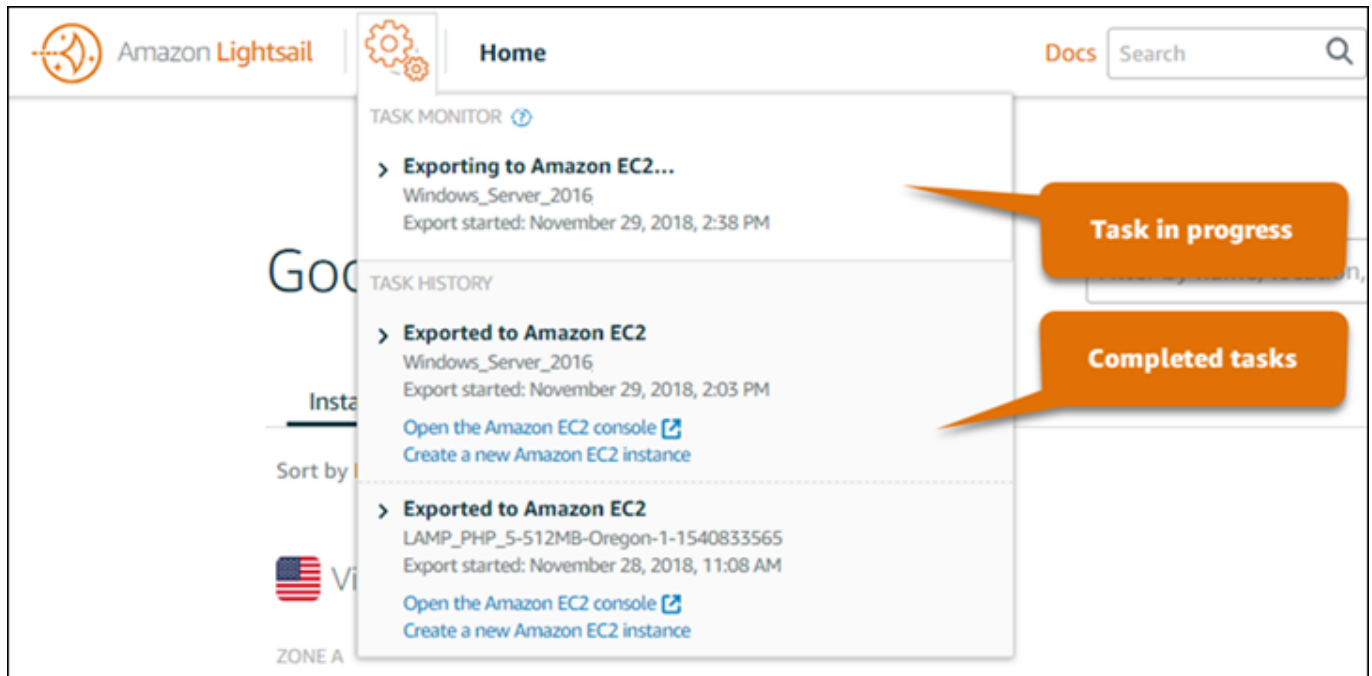 Amazon Lightsail
Home
Docs
Search
TASK MONITOR
Exporting to Amazon EC2...
Windows_Server_2016
Export started: November 29, 2018, 2:38 PM
Task in progress
TASK HISTORY
Exported to Amazon EC2
Windows_Server_2016
Export started: November 29, 2018, 2:03 PM
Open the Amazon EC2 console
Create a new Amazon EC2 instance
Completed tasks
Exported to Amazon EC2
LAMP_PHP_5-512MB-Oregon-1-1540833565
Export started: November 28, 2018, 11:08 AM
Open the Amazon EC2 console
Create a new Amazon EC2 instance
Goo
Insta
Sort by
Vi
ZONE A